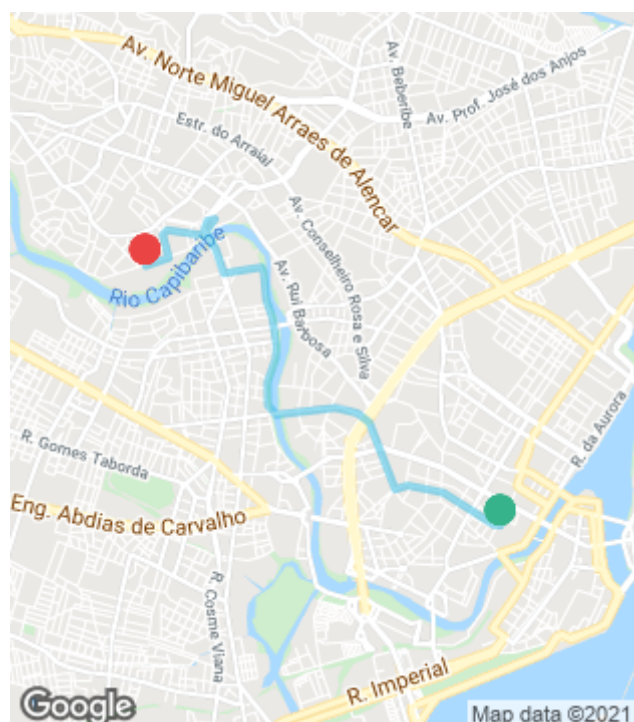 Av. Norte Miguel Arraes de Alencar
Av. Beberibe
Av. Prof. José dos Anjos
Estr. do Arraial
Av. Conselheiro Rosa e Silva
Rio Capibaribe
Av. Rui Barbosa
R. da Aurora
R. Gomes Taborda
Eng. Abdias de Carvalho
R. Cosme Viana
R. Imperial
Google
Map data ©2021